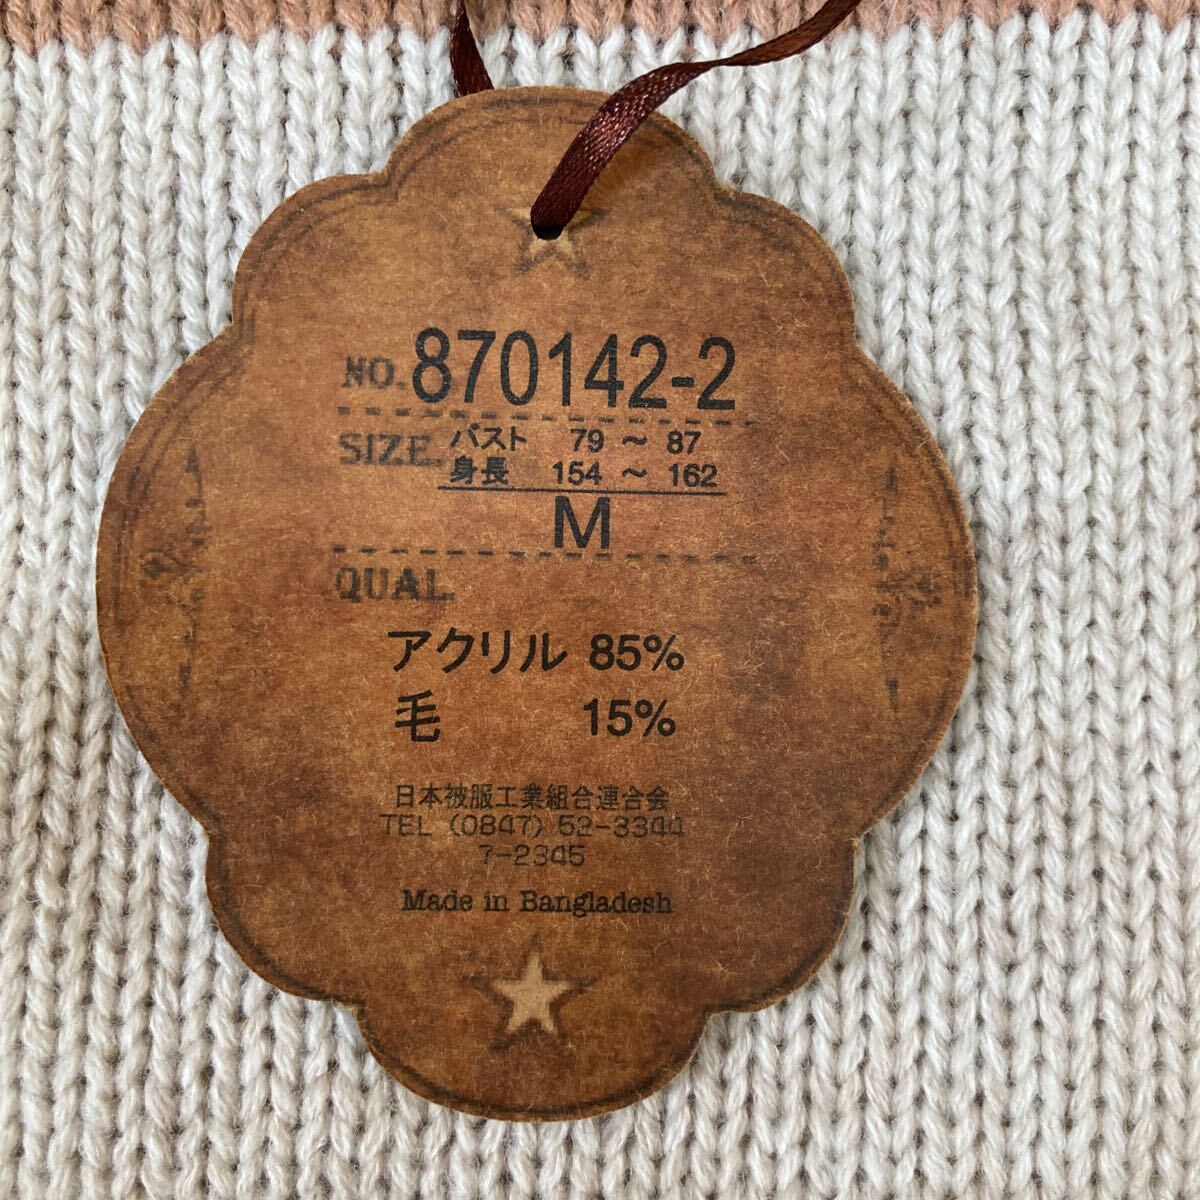 NO. 870142-2
SIZE. バスト 79 ～ 87
身長 154 ～ 162
M
QUAL.
アクリル 85%
毛 15%
日本被服工業組合連合会
TEL (0847) 52-3344
7-2345
Made in Bangladesh